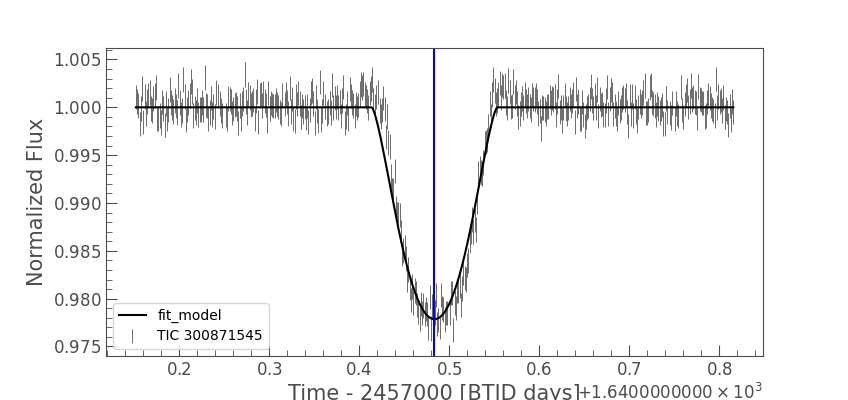 Normalized Flux
1.005
1.000
0.995
0.990
0.985
0.980
0.975
fit_model
TIC 300871545
0.2 0.3 0.4 0.5 0.6 0.7 0.8
Time - 2457000 [BTJD days]
+1.6400000000 × 10³